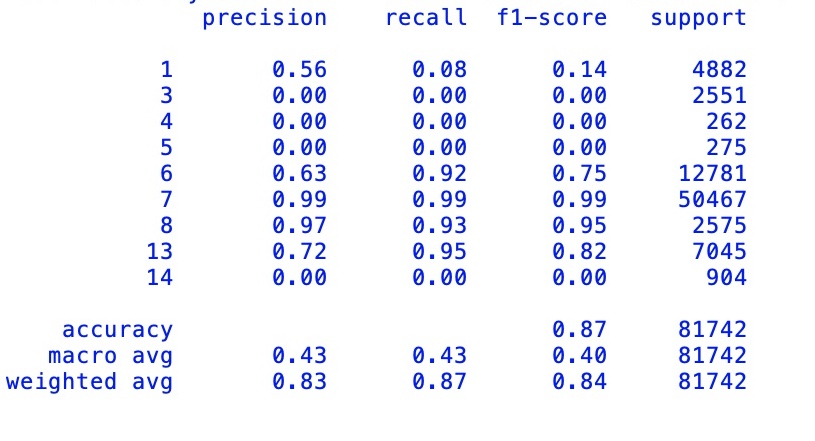 precision recall f1-score support
1 0.56 0.08 0.14 4882
3 0.00 0.00 0.00 2551
4 0.00 0.00 0.00 262
5 0.00 0.00 0.00 275
6 0.63 0.92 0.75 12781
7 0.99 0.99 0.99 50467
8 0.97 0.93 0.95 2575
13 0.72 0.95 0.82 7045
14 0.00 0.00 0.00 904
accuracy 0.87 81742
macro avg 0.43 0.43 0.40 81742
weighted avg 0.83 0.87 0.84 81742